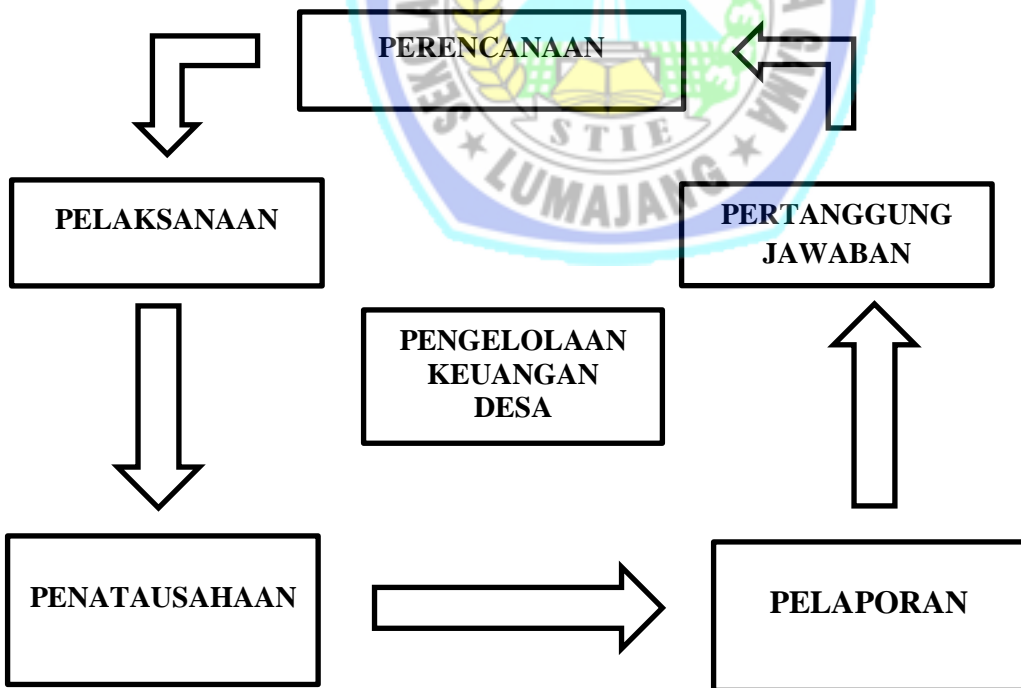 PERENCANAAN
PELAKSANAAN
PERTANGGUNG
JAWABAN
PENGELOLAAN
KEUANGAN
DESA
PENATAUSAHAAN
PELAPORAN
STIE
LUMAJANG